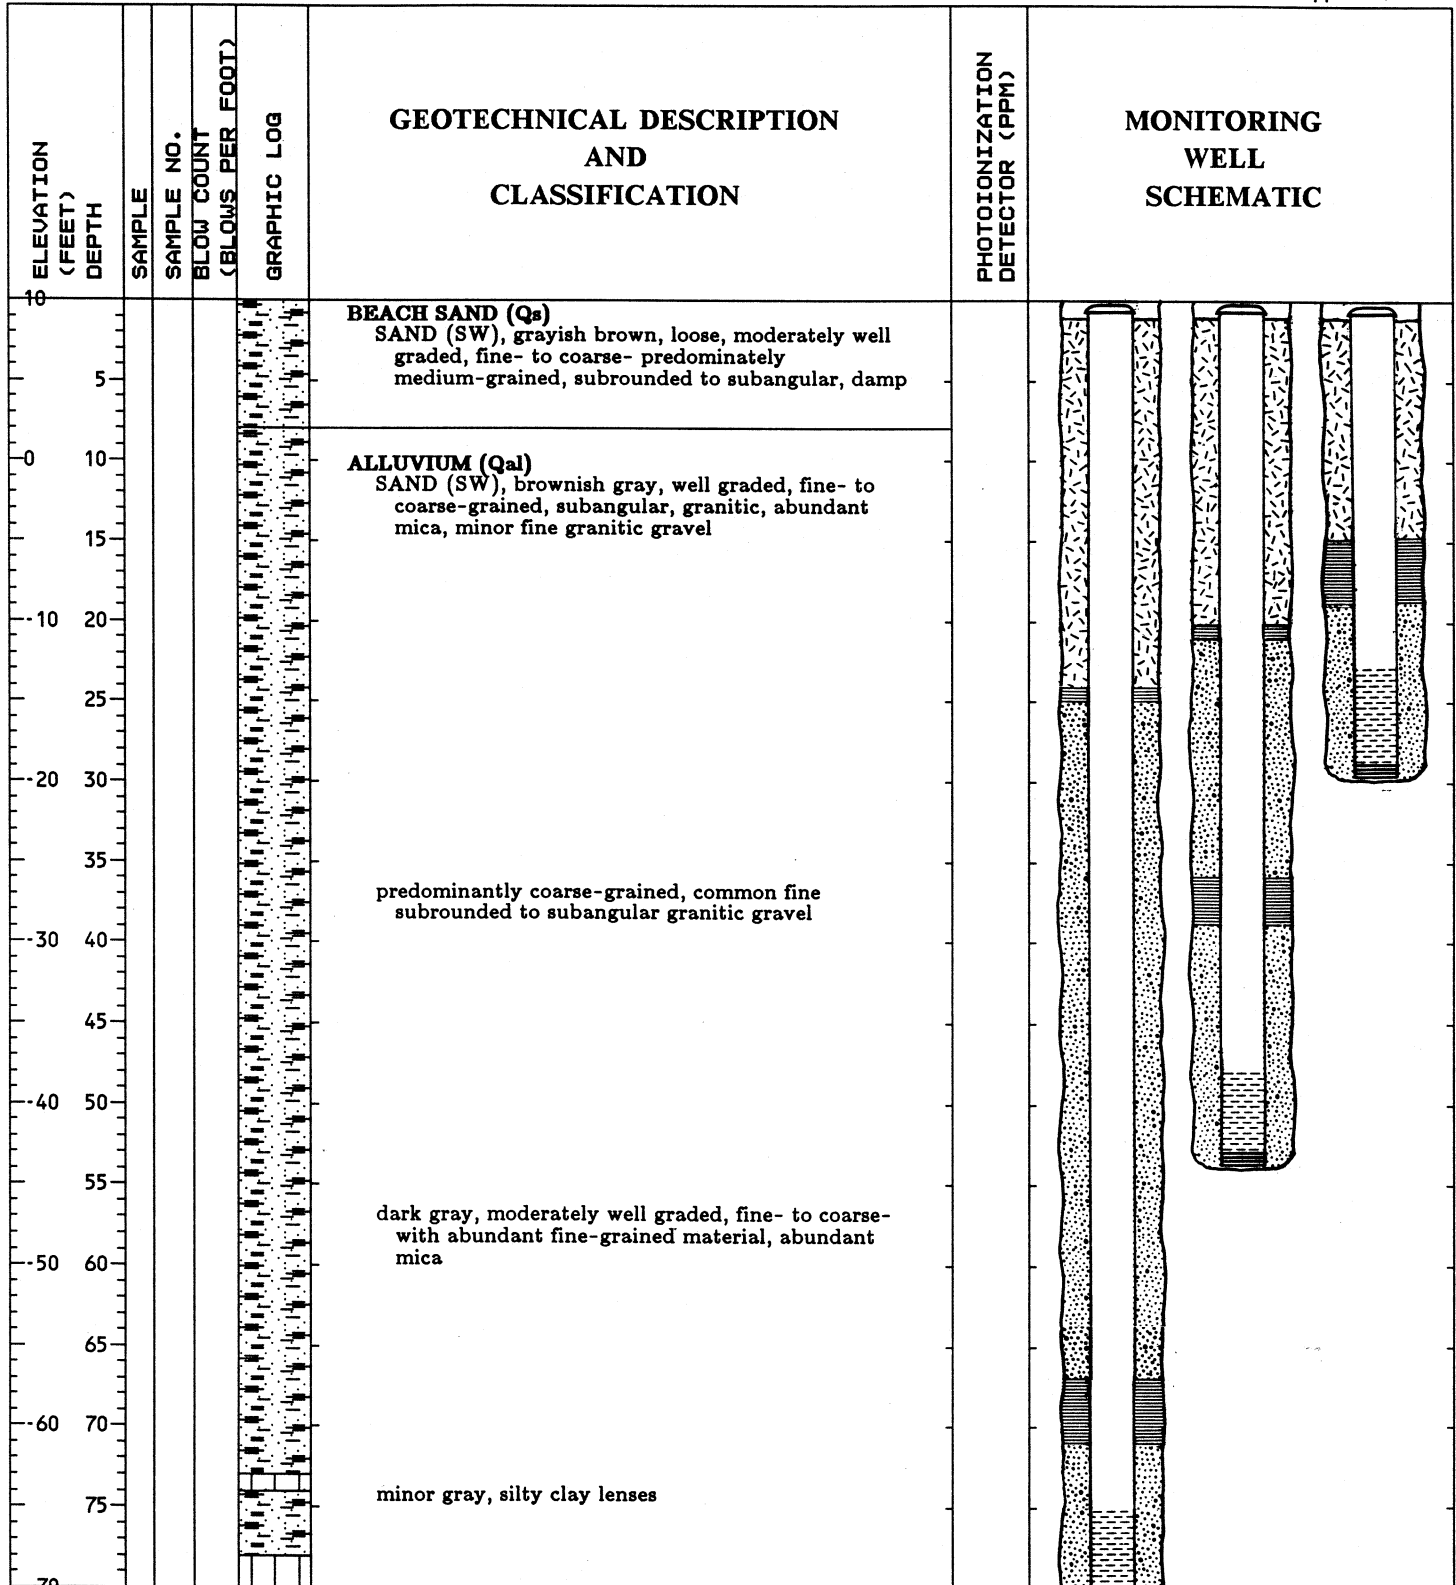 ELEVATION
(FEET)
DEPTH
SAMPLE
SAMPLE NO.
BLOW COUNT
(BLOWS PER FOOT)
GRAPHIC LOG
GEOTECHNICAL DESCRIPTION
AND
CLASSIFICATION
PHOTOIONIZATION
DETECTOR (PPM)
MONITORING
WELL
SCHEMATIC
10
BEACH SAND (Qs)
SAND (SW), grayish brown, loose, moderately well
graded, fine- to coarse- predominately
medium-grained, subrounded to subangular, damp
5
0 10
ALLUVIUM (Qal)
SAND (SW), brownish gray, well graded, fine- to
coarse-grained, subangular, granitic, abundant
mica, minor fine granitic gravel
15
-10 20
25
-20 30
35
predominantly coarse-grained, common fine
subrounded to subangular granitic gravel
-30 40
45
-40 50
55
dark gray, moderately well graded, fine- to coarse-
with abundant fine-grained material, abundant
mica
-50 60
65
-60 70
minor gray, silty clay lenses
75